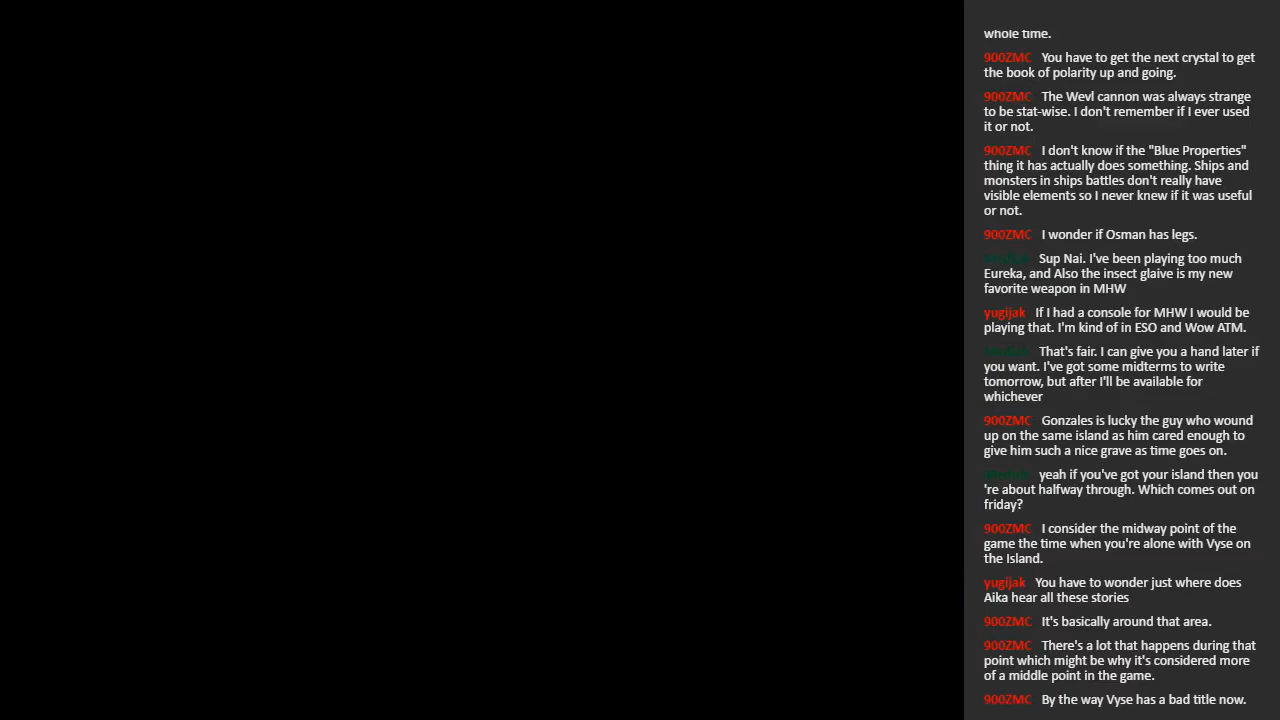 whole time.
900ZMC You have to get the next crystal to get
the book of polarity up and going.
900ZMC The Wevl cannon was always strange
to be stat-wise. I don't remember if I ever used
it or not.
900ZMC I don't know if the "Blue Properties"
thing it has actually does something. Ships and
monsters in ships battles don't really have
visible elements so I never knew if it was useful
or not.
900ZMC I wonder if Osman has legs.
Sup Nai. I've been playing too much
Eureka, and Also the insect glaive is my new
favorite weapon in MHW
yugijak If I had a console for MHW I would be
playing that. I'm kind of in ESO and Wow ATM.
That's fair. I can give you a hand later if
you want. I've got some midterms to write
tomorrow, but after I'll be available for
whichever
900ZMC Gonzales is lucky the guy who wound
up on the same island as him cared enough to
give him such a nice grave as time goes on.
yeah if you've got your island then you
're about halfway through. Which comes out on
friday?
900ZMC I consider the midway point of the
game the time when you're alone with Vyse on
the Island.
yugijak You have to wonder just where does
Aika hear all these stories
900ZMC It's basically around that area.
900ZMC There's a lot that happens during that
point which might be why it's considered more
of a middle point in the game.
900ZMC By the way Vyse has a bad title now.